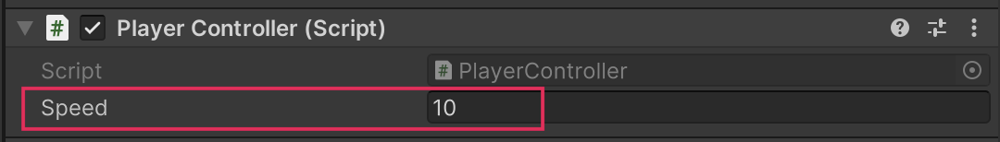 Player Controller (Script)
Script PlayerController
Speed 10